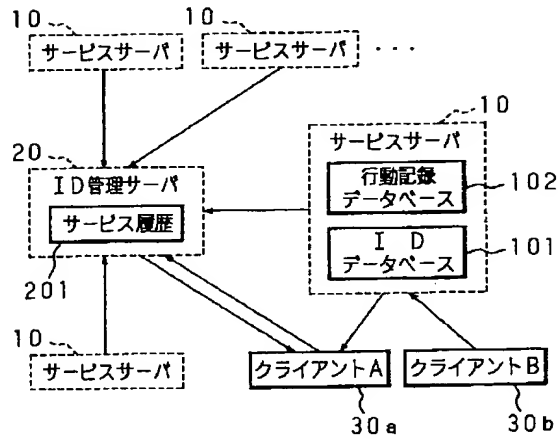 10
サービスサーバ
10
サービスサーバ
・・・
20
ID管理サーバ
サービス履歴
201
10
サービスサーバ
行動記録
データベース
102
ID
データベース
101
10
サービスサーバ
クライアントA
30a
クライアントB
30b